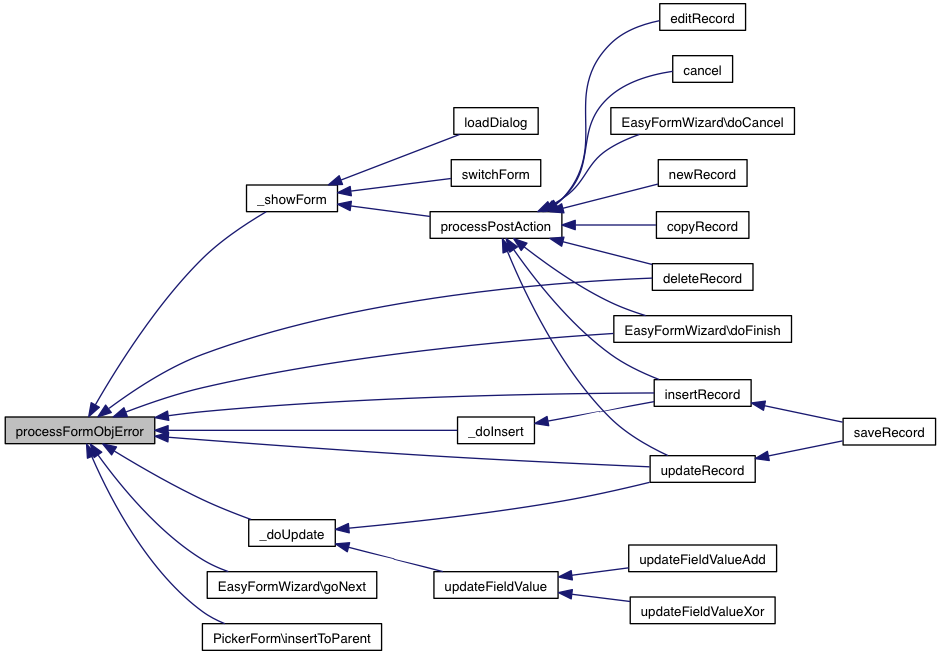 editRecord
cancel
loadDialog
EasyFormWizard\doCancel
switchForm
newRecord
_showForm
processPostAction
copyRecord
deleteRecord
EasyFormWizard\doFinish
insertRecord
processFormObjError
_doInsert
saveRecord
updateRecord
_doUpdate
updateFieldValueAdd
EasyFormWizard\goNext
updateFieldValue
updateFieldValueXor
PickerForm\insertToParent